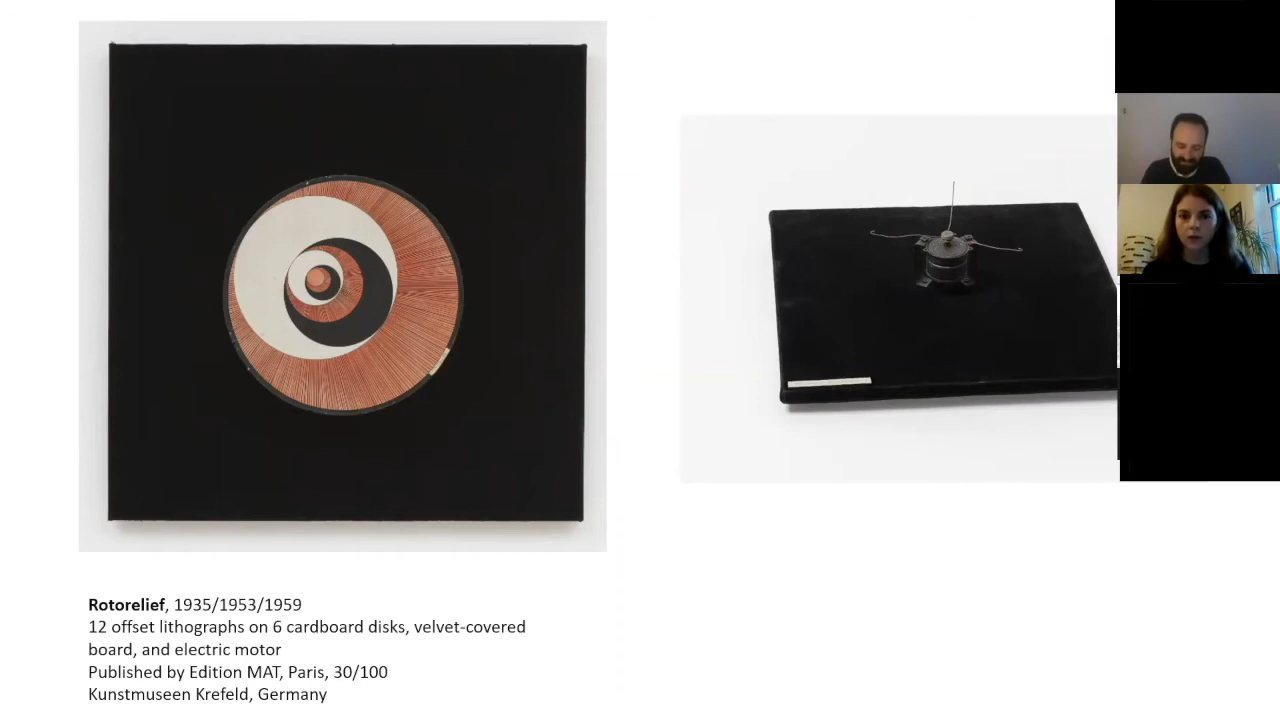 Rotorelief, 1935/1953/1959
12 offset lithographs on 6 cardboard disks, velvet-covered
board, and electric motor
Published by Edition MAT, Paris, 30/100
Kunstmuseen Krefeld, Germany